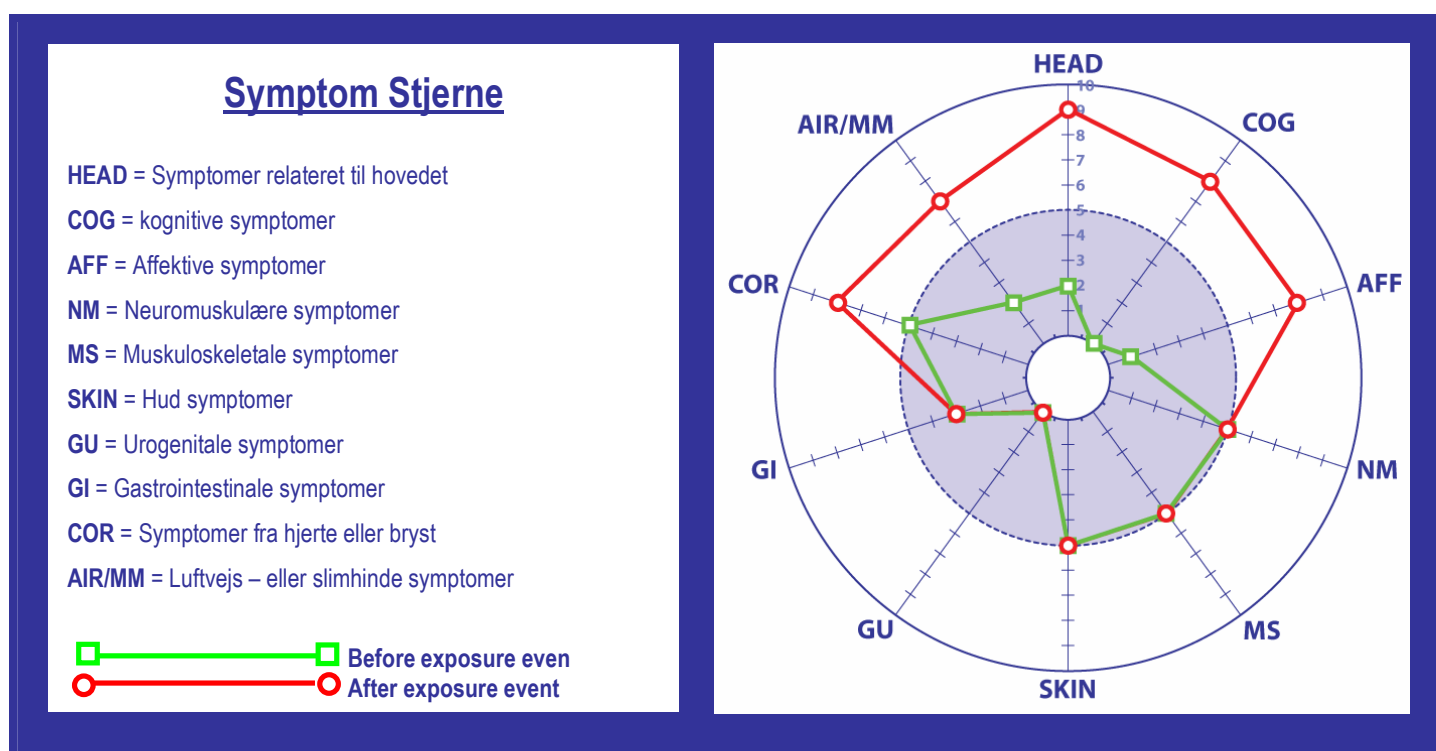 Symptom Stjerne
HEAD = Symptomer relateret til hovedet
COG = kognitive symptomer
AFF = Affektive symptomer
NM = Neuromuskulære symptomer
MS = Muskuloskeletale symptomer
SKIN = Hud symptomer
GU = Urogenitale symptomer
GI = Gastrointestinale symptomer
COR = Symptomer fra hjerte eller bryst
AIR/MM = Luftvejs – eller slimhinde symptomer
Before exposure even
After exposure event
HEAD
COG
AFF
NM
MS
SKIN
GU
GI
COR
AIR/MM
10
9
8
7
6
5
4
3
2
1